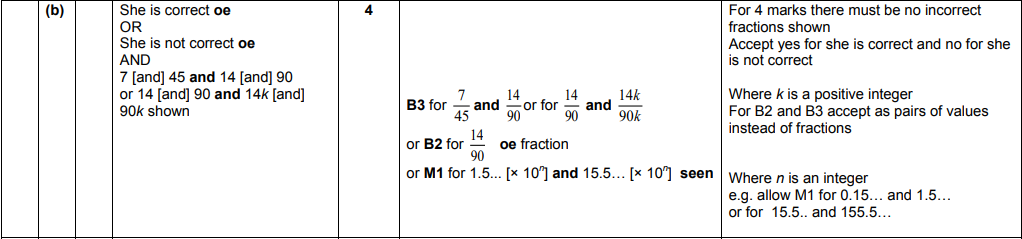 (b)
She is correct oe
OR
She is not correct oe
AND
7 [and] 45 and 14 [and] 90
or 14 [and] 90 and 14k [and]
90k shown
4
B3 for 7/45 and 14/90 or for 14/90 and 14k/90k
or B2 for 14/90 oe fraction
or M1 for 1.5... [× 10ⁿ] and 15.5… [× 10ⁿ] seen
For 4 marks there must be no incorrect
fractions shown
Accept yes for she is correct and no for she
is not correct
Where k is a positive integer
For B2 and B3 accept as pairs of values
instead of fractions
Where n is an integer
e.g. allow M1 for 0.15… and 1.5…
or for 15.5.. and 155.5…